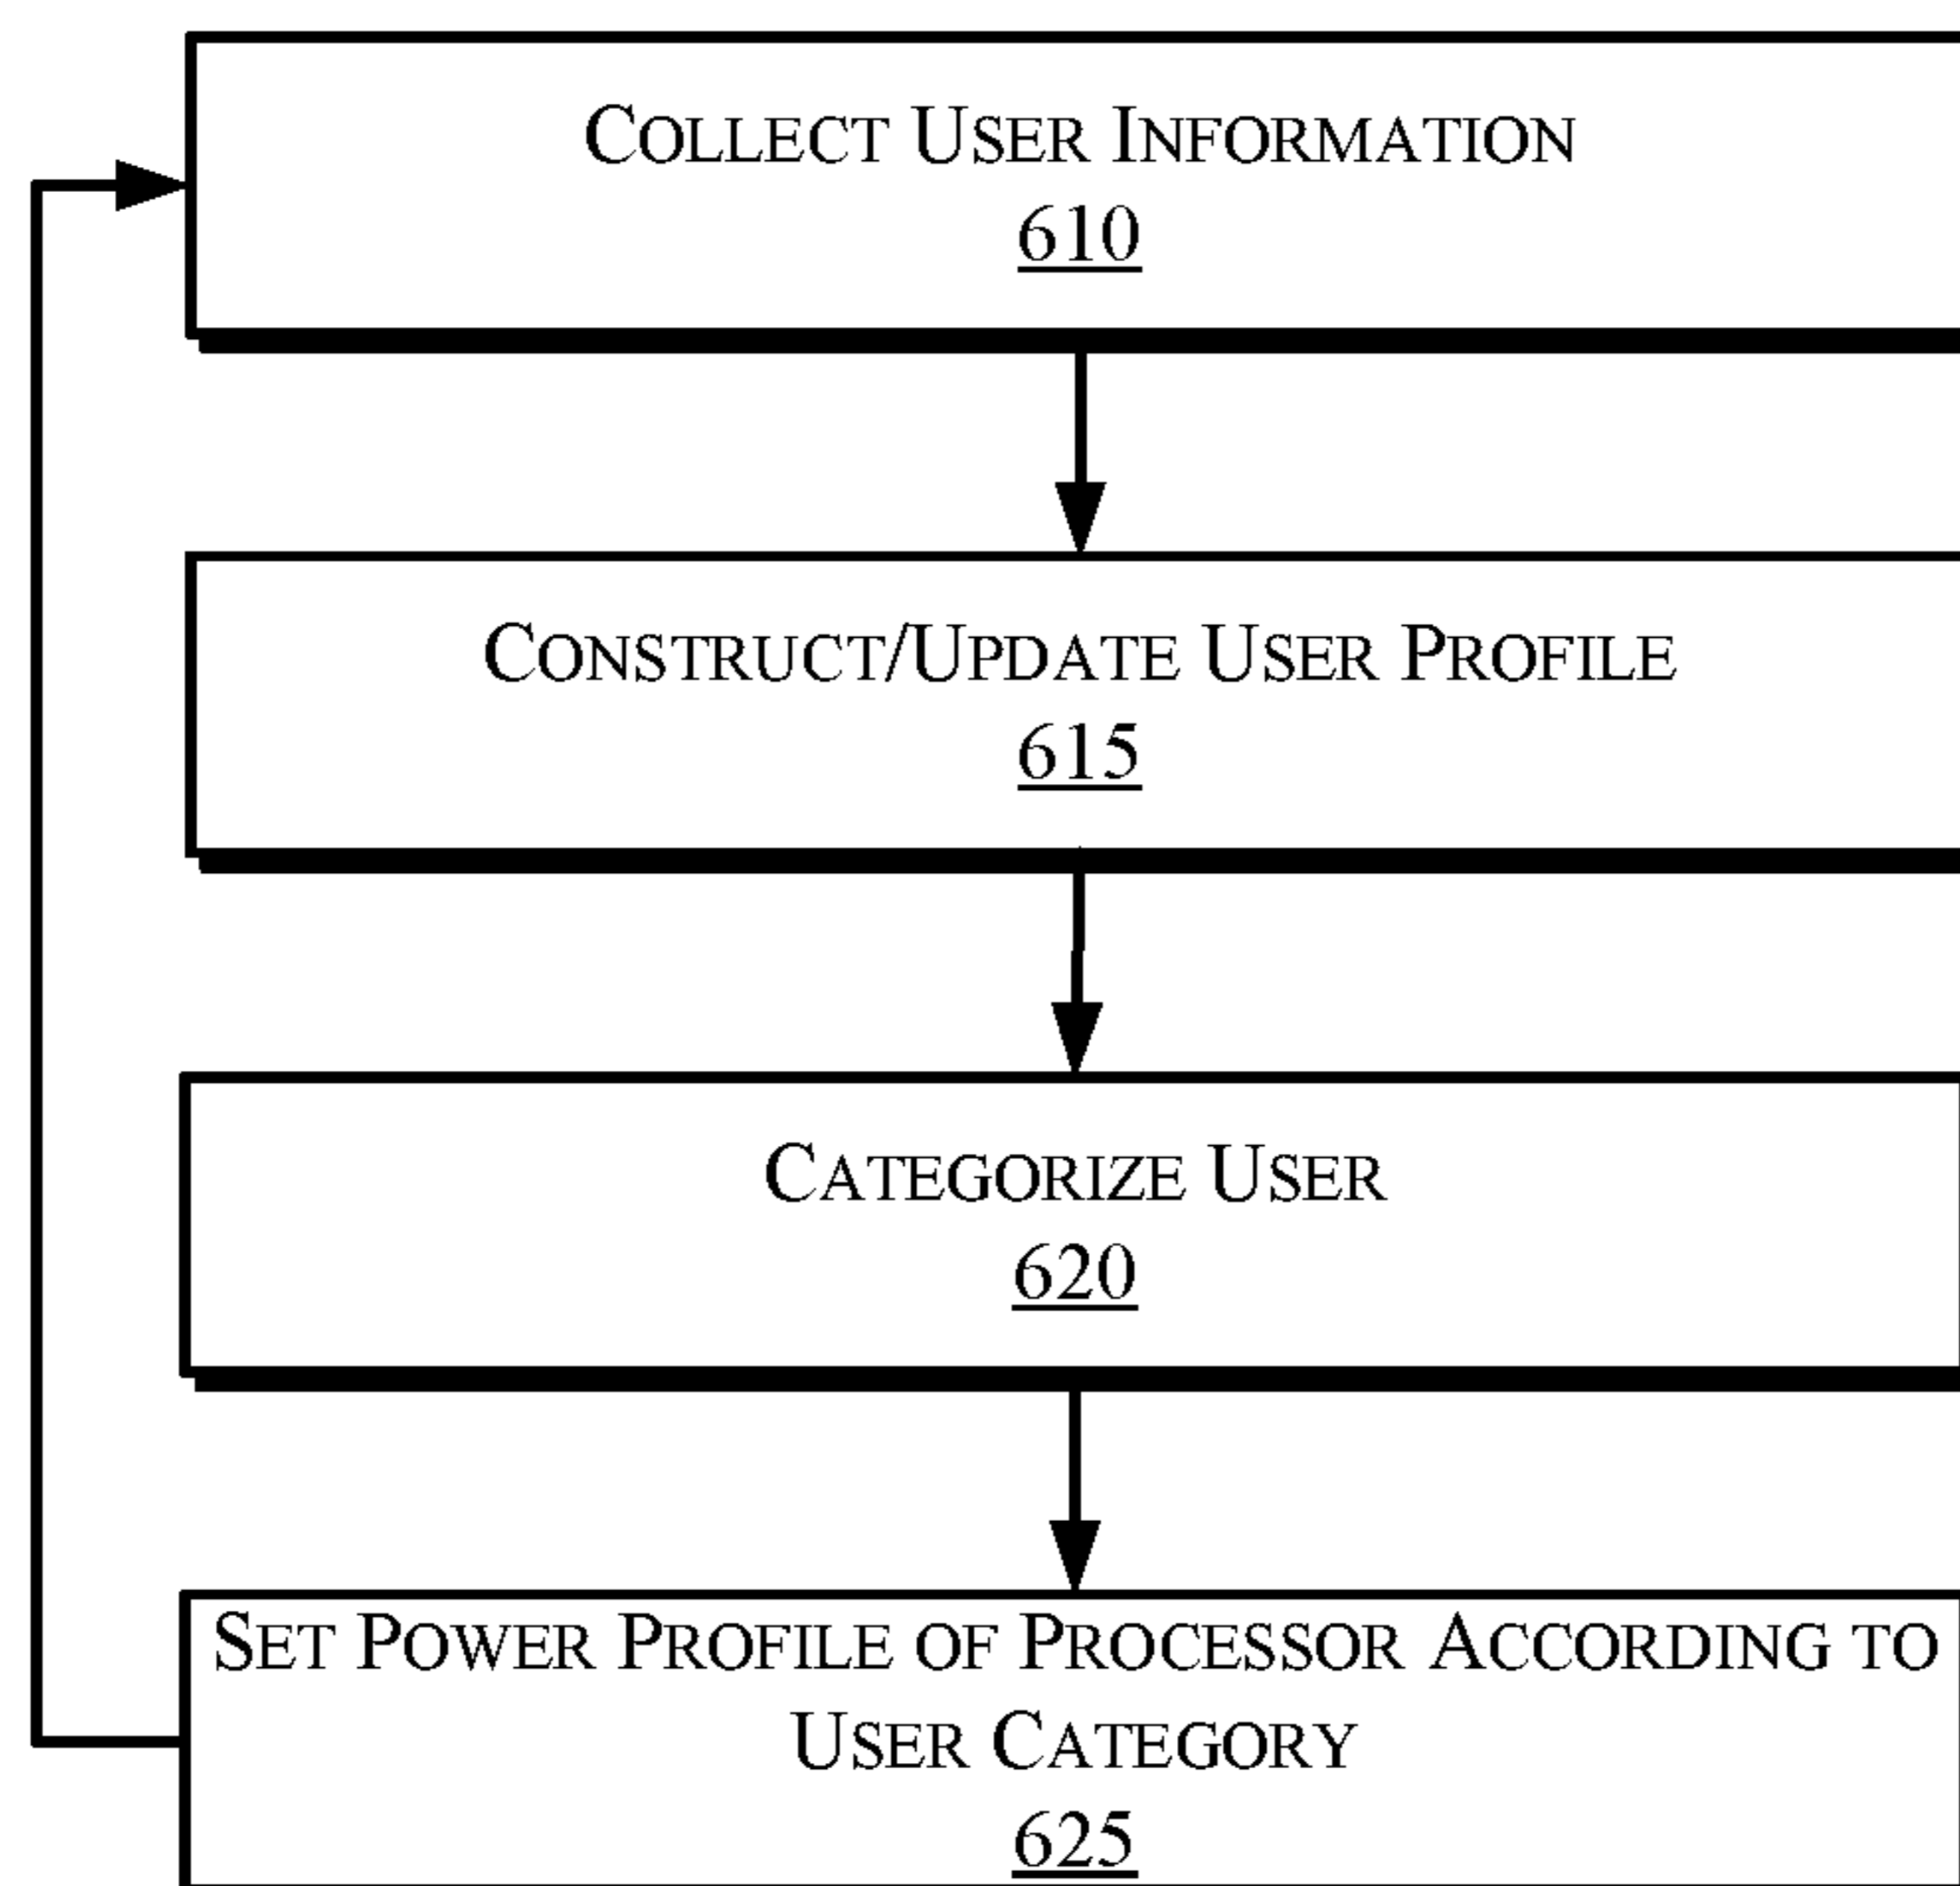 COLLECT USER INFORMATION
610
CONSTRUCT/UPDATE USER PROFILE
615
CATEGORIZE USER
620
SET POWER PROFILE OF PROCESSOR ACCORDING TO
USER CATEGORY
625